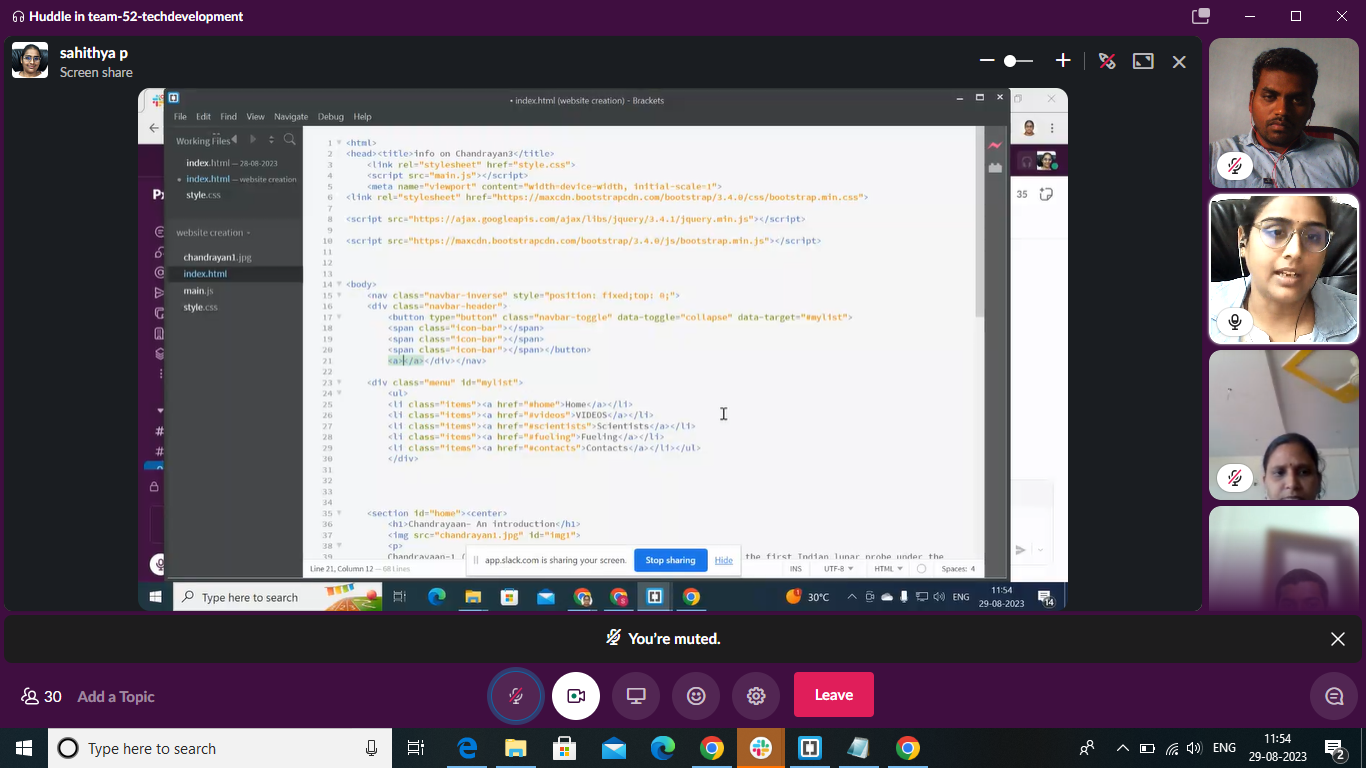 Huddle in team-52-techdevelopment
sahithya p
Screen share
index.html (website creation) - Brackets
File Edit Find View Navigate Debug Help
Working Files
index.html — 28-08-2023
index.html — website creation
style.css
website creation
chandrayan1.jpg
index.html
main.js
style.css
1 <html>
2 <head><title>info on Chandrayan3</title>
3 <link rel="stylesheet" href="style.css">
4 <script src="main.js"></script>
5 <meta name="viewport" content="width=device-width, initial-scale=1">
6 <link rel="stylesheet" href="https://maxcdn.bootstrapcdn.com/bootstrap/3.4.0/css/bootstrap.min.css">
7
8 <script src="https://ajax.googleapis.com/ajax/libs/jquery/3.4.1/jquery.min.js"></script>
9
10 <script src="https://maxcdn.bootstrapcdn.com/bootstrap/3.4.0/js/bootstrap.min.js"></script>
11
12
13
14 <body>
15 <nav class="navbar-inverse" style="position: fixed;top: 0;">
16 <div class="navbar-header">
17 <button type="button" class="navbar-toggle" data-toggle="collapse" data-target="#mylist">
18 <span class="icon-bar"></span>
19 <span class="icon-bar"></span>
20 <span class="icon-bar"></span></button>
21 <a></a></div></nav>
22
23 <div class="menu" id="mylist">
24 <ul>
25 <li class="items"><a href="#home">Home</a></li>
26 <li class="items"><a href="#videos">VIDEOS</a></li>
27 <li class="items"><a href="#scientists">Scientists</a></li>
28 <li class="items"><a href="#fueling">Fueling</a></li>
29 <li class="items"><a href="#contacts">Contacts</a></li></ul>
30 </div>
31
32
33
34
35 <section id="home"><center>
36 <h1>Chandrayaan- An introduction</h1>
37 <img src="chandrayan1.jpg" id="img1">
38 <p>
39 Chandrayaan-1 ( the first Indian lunar probe under the
35
app.slack.com is sharing your screen. Stop sharing Hide
Line 21, Column 12 — 68 Lines INS UTF-8 HTML Spaces: 4
Type here to search 30°C ENG 11:54
29-08-2023
14
You're muted.
30 Add a Topic Leave
Type here to search ENG 11:54
29-08-2023
2